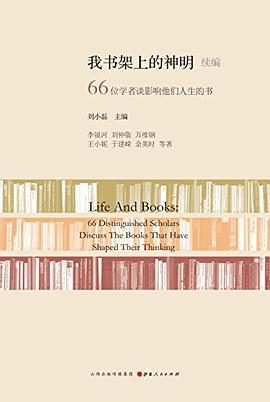 我书架上的神明 续编
66位学者谈影响他们人生的书
刘小磊 主编
李银河 刘仲敬 万维钢
王小妮 于建嵘 余英时 等著
Life And Books:
66 Distinguished Scholars
Discuss The Books That Have
Shaped Their Thinking
山西出版传媒集团 山西人民出版社